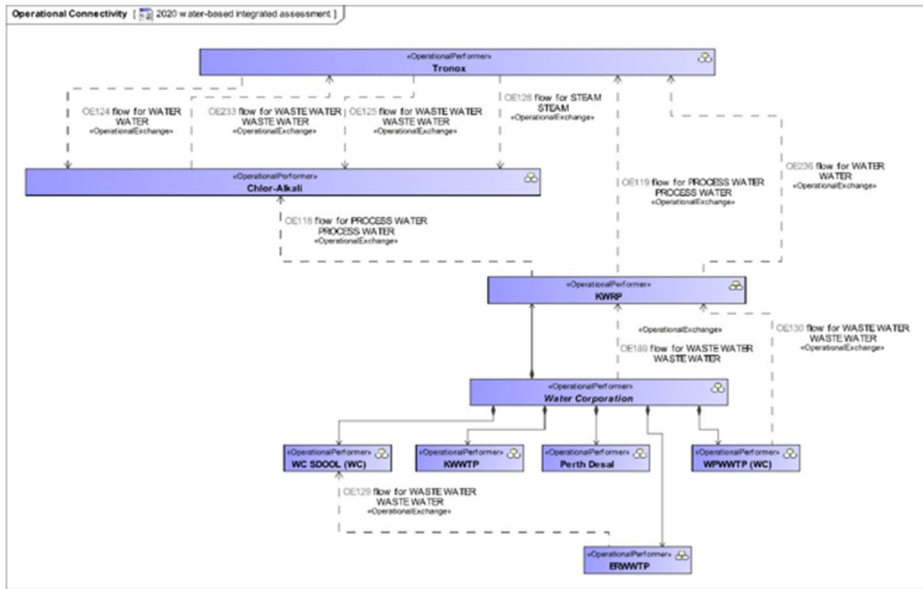 Operational Connectivity [ 2020 water-based integrated assessment ]
«OperationalPerformer»
Tronox
OE124 flow for WATER
WATER
«OperationalExchange»
OE233 flow for WASTE WATER
WASTE WATER
«OperationalExchange»
OE125 flow for WASTE WATER
WASTE WATER
«OperationalExchange»
OE128 flow for STEAM
STEAM
«OperationalExchange»
OE119 flow for PROCESS WATER
PROCESS WATER
«OperationalExchange»
OE236 flow for WATER
WATER
«OperationalExchange»
«OperationalPerformer»
Chlor-Alkali
OE118 flow for PROCESS WATER
PROCESS WATER
«OperationalExchange»
«OperationalPerformer»
KWRP
«OperationalExchange»
OE189 flow for WASTE WATER
WASTE WATER
OE130 flow for WASTE WATER
WASTE WATER
«OperationalExchange»
«OperationalPerformer»
Water Corporation
«OperationalPerformer»
WC SDOOL (WC)
«OperationalPerformer»
KWWTP
«OperationalPerformer»
Perth Desal
«OperationalPerformer»
WPWWTP (WC)
OE129 flow for WASTE WATER
WASTE WATER
«OperationalExchange»
«OperationalPerformer»
ERWWTP